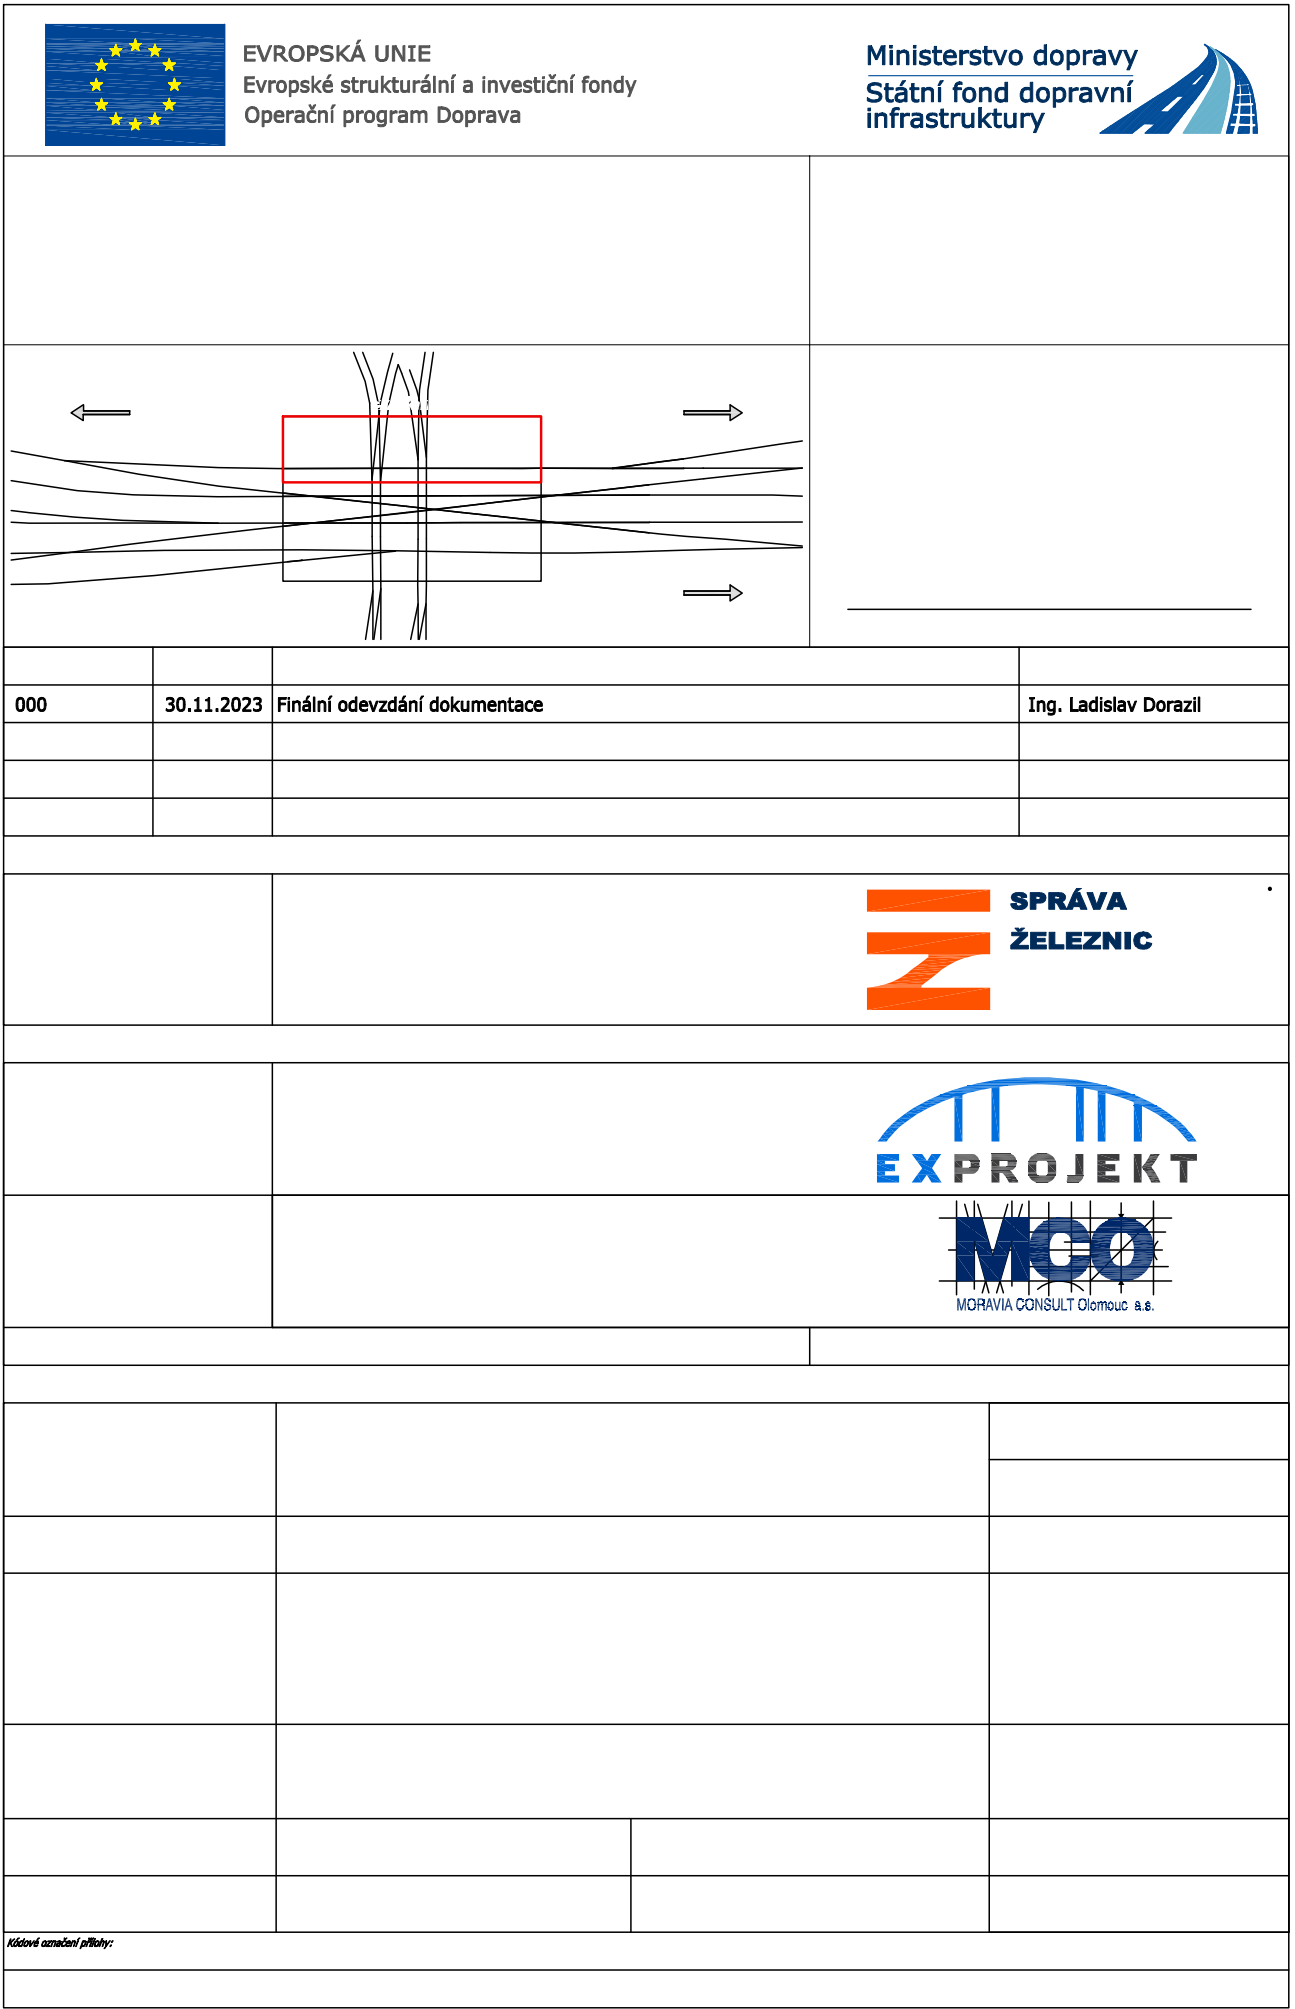 EVROPSKÁ UNIE
Evropské strukturální a investiční fondy
Operační program Doprava
Ministerstvo dopravy
Státní fond dopravní
infrastruktury
000 30.11.2023 Finální odevzdání dokumentace Ing. Ladislav Dorazil
SPRÁVA
ŽELEZNIC
EXPROJEKT
MCO
MORAVIA CONSULT Olomouc a.s.
Kódové označení přílohy: